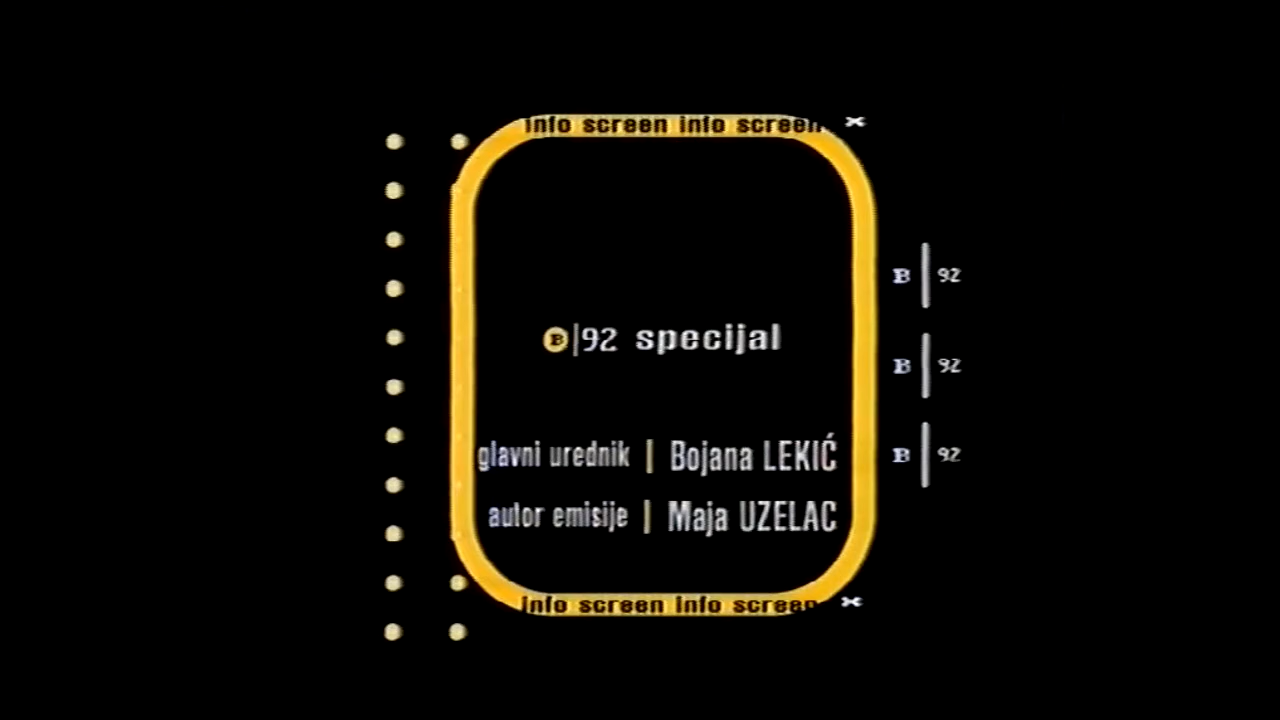 info screen info screen
B|92 specijal
B | 92
B | 92
glavni urednik | Bojana LEKIĆ
B | 92
autor emisije | Maja UZELAC
info screen info screen